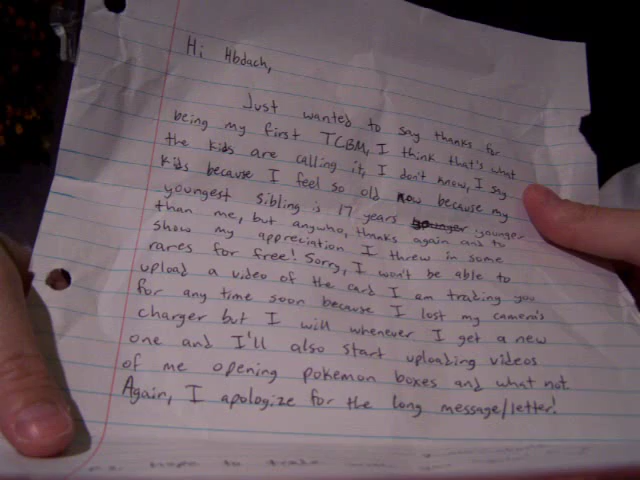 Hi Hbdach,
Just wanted to say thanks for
being my first TCBM, I think that's what
the kids are calling it, I don't know, I say
kids because I feel so old now because my
youngest sibling is 17 years younger
than me, but anywho, thanks again and to
show my appreciation I threw in some
rares for free! Sorry, I won't be able to
upload a video of the card I am trading you
for any time soon because I lost my camera's
charger but I will whenever I get a new
one and I'll also start uploading videos
of me opening pokemon boxes and what not.
Again, I apologize for the long message/letter!
Hope to trade